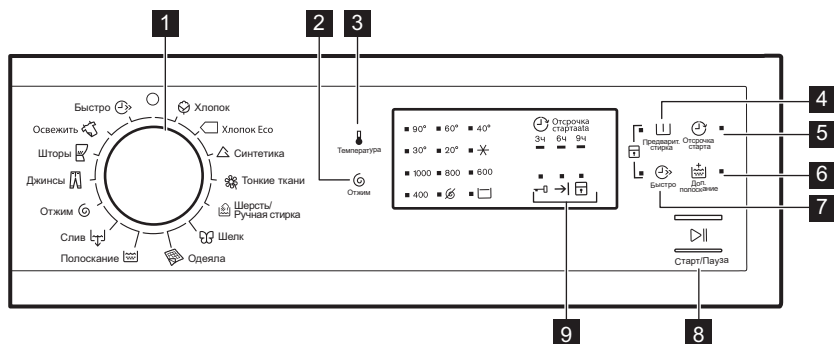 1
2
3
4
5
6
7
8
9
Быстро
Освежить
Шторы
Джинсы
Отжим
Слив
Полоскание
Хлопок
Хлопок Eco
Синтетика
Тонкие ткани
Шерсть/
Ручная стирка
Шелк
Одеяла
Температура
Отжим
90° 60° 40°
30° 20°
1000 800 600
400
Отсрочка
стартаata
3ч 6ч 9ч
Предварит.
стирка
Отсрочка
старта
Быстро
Доп.
полоскание
Старт/Пауза